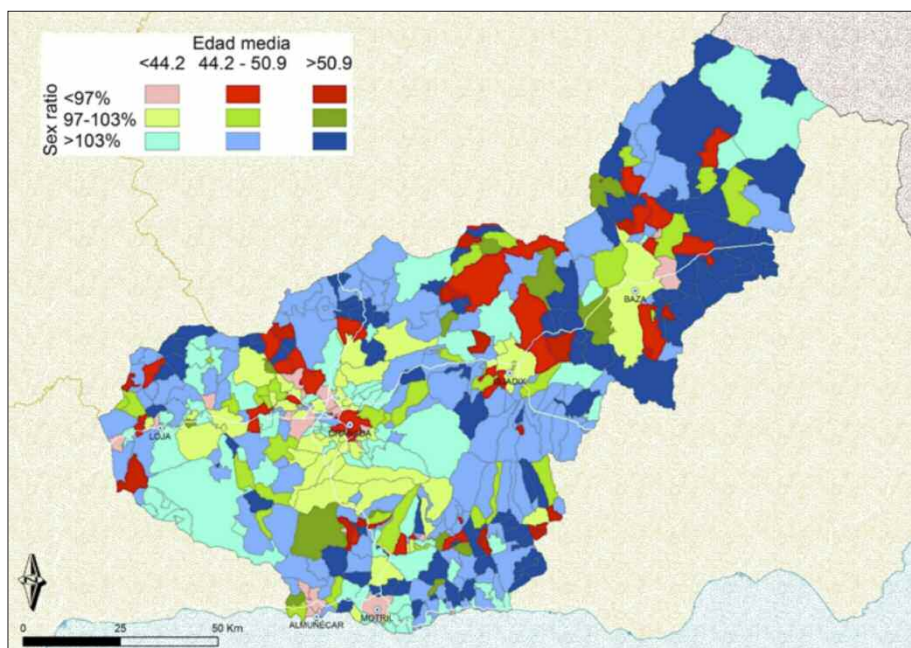 Edad media
<44.2 44.2 - 50.9 >50.9
Sex ratio
<97%
97-103%
>103%
BAZA
GUADIX
LOJA
GRANADA
ALMUÑÉCAR
MOTRIL
0 25 50 Km